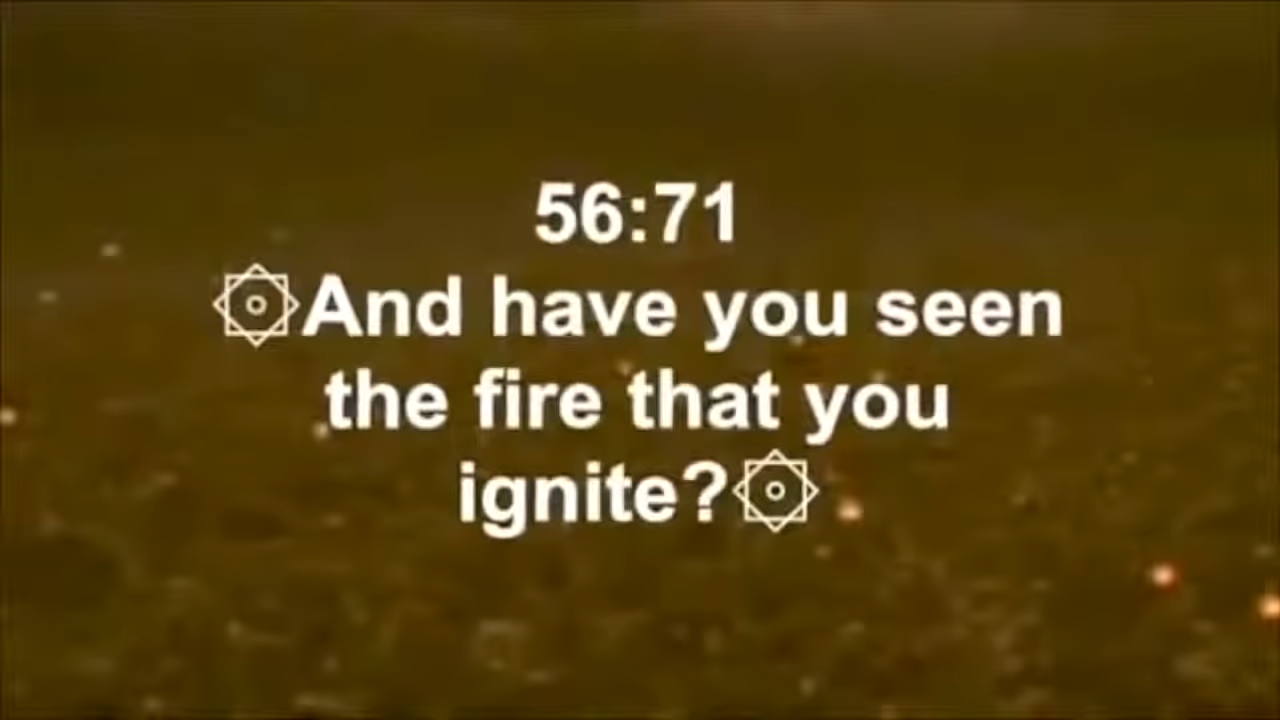 56:71
۞And have you seen
the fire that you
ignite?۞